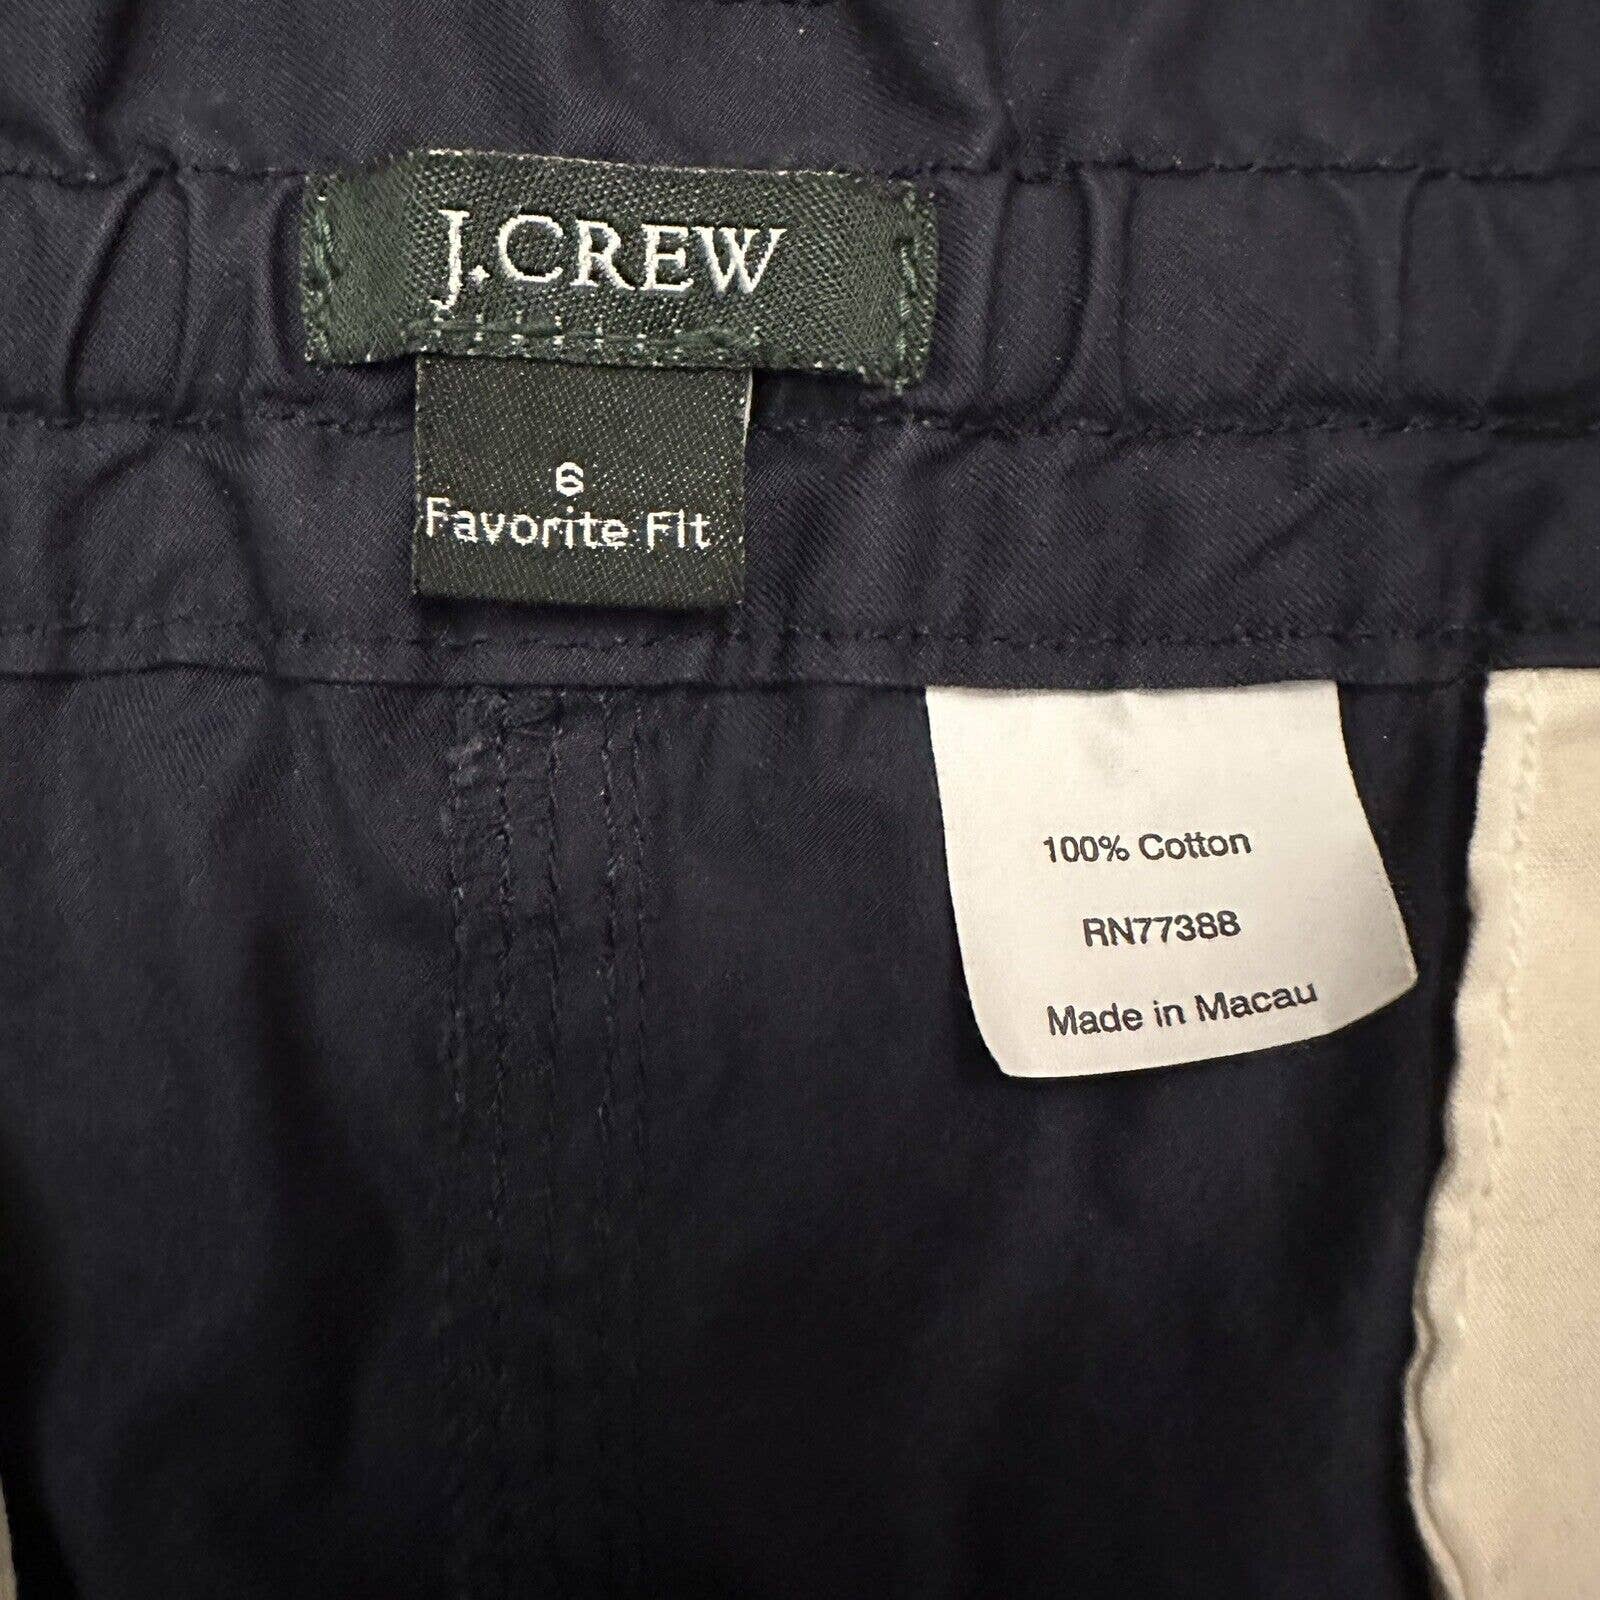 J.CREW
6
Favorite Fit
100% Cotton
RN77388
Made in Macau